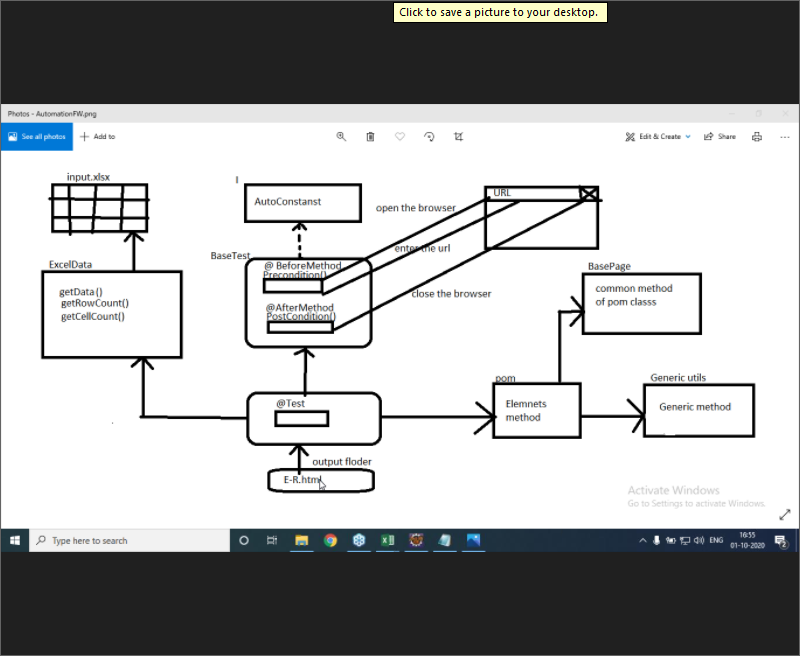 Click to save a picture to your desktop.
Photos - AutomationFW.png
See all photos
Add to
Edit & Create
Share
input.xlsx
I
AutoConstanst
URL
open the browser
BaseTest
enter the url
ExcelData
@ BeforeMethod
Precondition()
BasePage
getData()
getRowCount()
getCellCount()
close the browser
common method
of pom classs
@AfterMethod
PostCondition()
pom
Generic utils
@Test
Elemnets
method
Generic method
output floder
E-R.html
Activate Windows
Go to Settings to activate Windows.
Type here to search
ENG
16:55
01-10-2020
2